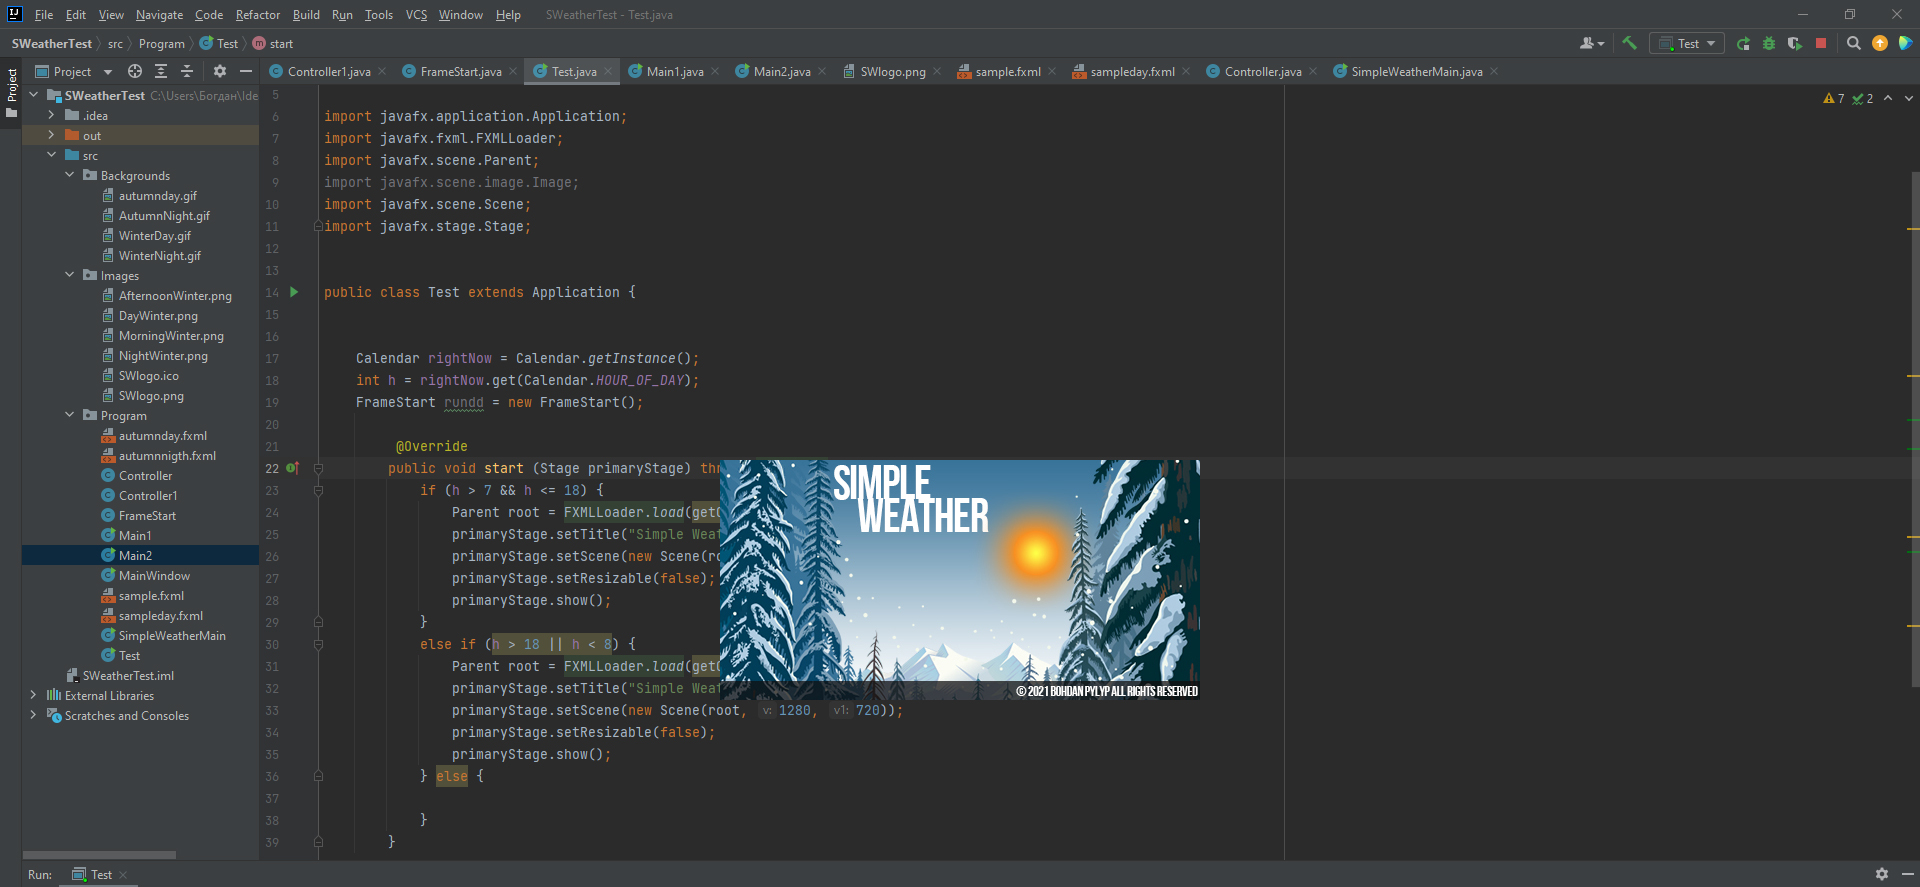 File Edit View Navigate Code Refactor Build Run Tools VCS Window Help SWeatherTest - Test.java
SWeatherTest src Program Test start
Test
Project
Project
Controller1.java FrameStart.java Test.java Main1.java Main2.java SWlogo.png sample.fxml sampleday.fxml Controller.java SimpleWeatherMain.java
SWeatherTest C:\Users\Богдан\Ide
.idea
out
src
Backgrounds
autumnday.gif
AutumnNight.gif
WinterDay.gif
WinterNight.gif
Images
AfternoonWinter.png
DayWinter.png
MorningWinter.png
NightWinter.png
SWlogo.ico
SWlogo.png
Program
autumnday.fxml
autumnnigth.fxml
Controller
Controller1
FrameStart
Main1
Main2
MainWindow
sample.fxml
sampleday.fxml
SimpleWeatherMain
Test
SWeatherTest.iml
External Libraries
Scratches and Consoles
7 2
5
6 import javafx.application.Application;
7 import javafx.fxml.FXMLLoader;
8 import javafx.scene.Parent;
9 import javafx.scene.image.Image;
10 import javafx.scene.Scene;
11 import javafx.stage.Stage;
12
13
14 public class Test extends Application {
15
16
17 Calendar rightNow = Calendar.getInstance();
18 int h = rightNow.get(Calendar.HOUR_OF_DAY);
19 FrameStart rundd = new FrameStart();
20
21 @Override
22 public void start (Stage primaryStage) thr
23 if (h > 7 && h <= 18) {
24 Parent root = FXMLLoader.load(get
25 primaryStage.setTitle("Simple Weat
26 primaryStage.setScene(new Scene(ro
27 primaryStage.setResizable(false);
28 primaryStage.show();
29 }
30 else if (h > 18 || h < 8) {
31 Parent root = FXMLLoader.load(get
32 primaryStage.setTitle("Simple Weat
33 primaryStage.setScene(new Scene(root, v: 1280, v1: 720));
34 primaryStage.setResizable(false);
35 primaryStage.show();
36 } else {
37
38 }
39 }
SIMPLE
WEATHER
© 2021 BOHDAN PYLYP ALL RIGHTS RESERVED
Run: Test